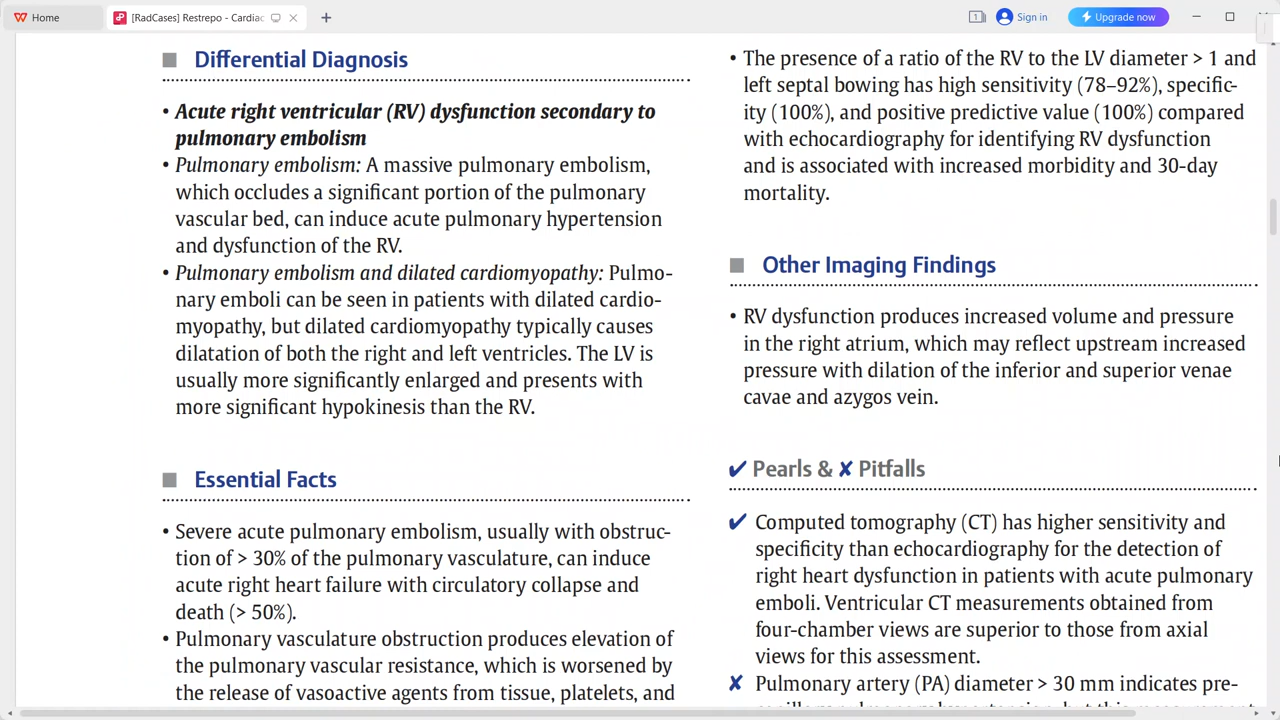 Home
[RadCases] Restrepo - Cardiac
Sign in
Upgrade now
Differential Diagnosis
• Acute right ventricular (RV) dysfunction secondary to
pulmonary embolism
• Pulmonary embolism: A massive pulmonary embolism,
which occludes a significant portion of the pulmonary
vascular bed, can induce acute pulmonary hypertension
and dysfunction of the RV.
• Pulmonary embolism and dilated cardiomyopathy: Pulmo-
nary emboli can be seen in patients with dilated cardio-
myopathy, but dilated cardiomyopathy typically causes
dilatation of both the right and left ventricles. The LV is
usually more significantly enlarged and presents with
more significant hypokinesis than the RV.
Essential Facts
• Severe acute pulmonary embolism, usually with obstruc-
tion of > 30% of the pulmonary vasculature, can induce
acute right heart failure with circulatory collapse and
death (> 50%).
• Pulmonary vasculature obstruction produces elevation of
the pulmonary vascular resistance, which is worsened by
the release of vasoactive agents from tissue, platelets, and
• The presence of a ratio of the RV to the LV diameter > 1 and
left septal bowing has high sensitivity (78–92%), specific-
ity (100%), and positive predictive value (100%) compared
with echocardiography for identifying RV dysfunction
and is associated with increased morbidity and 30-day
mortality.
Other Imaging Findings
• RV dysfunction produces increased volume and pressure
in the right atrium, which may reflect upstream increased
pressure with dilation of the inferior and superior venae
cavae and azygos vein.
✔ Pearls & ✘ Pitfalls
✔ Computed tomography (CT) has higher sensitivity and
specificity than echocardiography for the detection of
right heart dysfunction in patients with acute pulmonary
emboli. Ventricular CT measurements obtained from
four-chamber views are superior to those from axial
views for this assessment.
✘ Pulmonary artery (PA) diameter > 30 mm indicates pre-